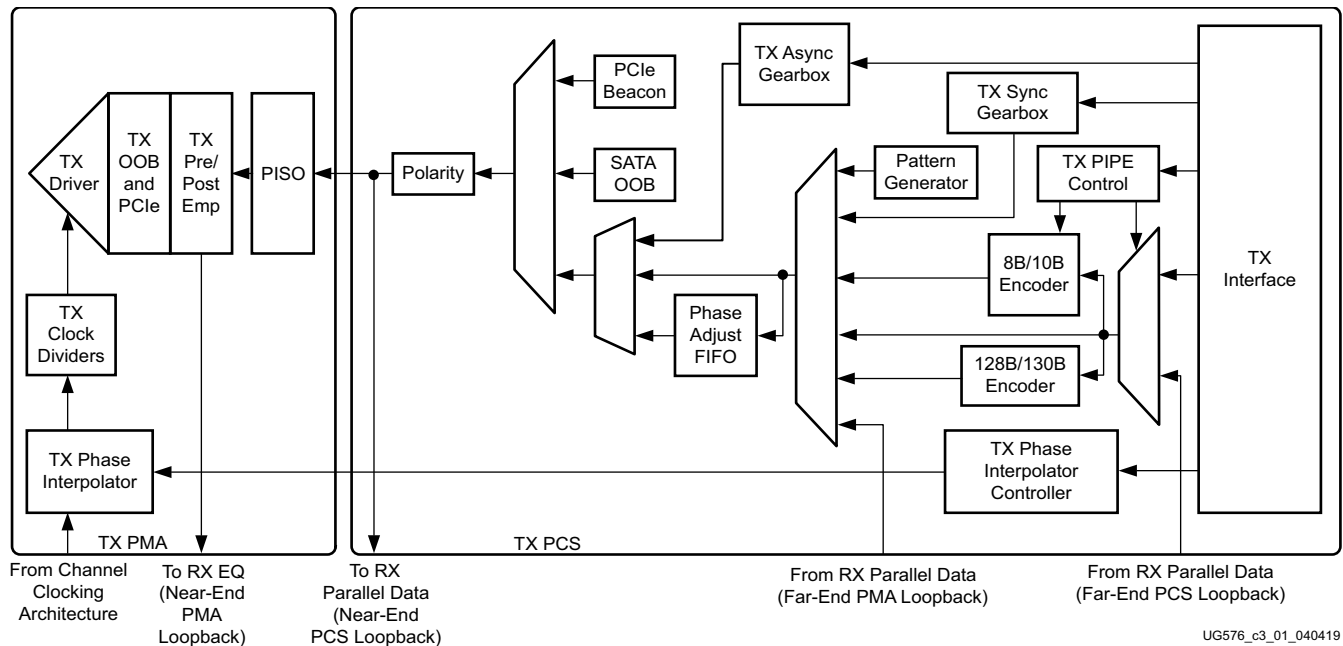 TX Async
Gearbox
PCIe
Beacon
TX Sync
Gearbox
TX
Driver
TX
OOB
and
PCIe
TX
Pre/
Post
Emp
PISO
Polarity
SATA
OOB
Pattern
Generator
TX PIPE
Control
8B/10B
Encoder
TX
Interface
TX
Clock
Dividers
Phase
Adjust
FIFO
128B/130B
Encoder
TX Phase
Interpolator
TX Phase
Interpolator
Controller
TX PMA
TX PCS
From Channel
Clocking
Architecture
To RX EQ
(Near-End
PMA
Loopback)
To RX
Parallel Data
(Near-End
PCS Loopback)
From RX Parallel Data
(Far-End PMA Loopback)
From RX Parallel Data
(Far-End PCS Loopback)
UG576_c3_01_040419